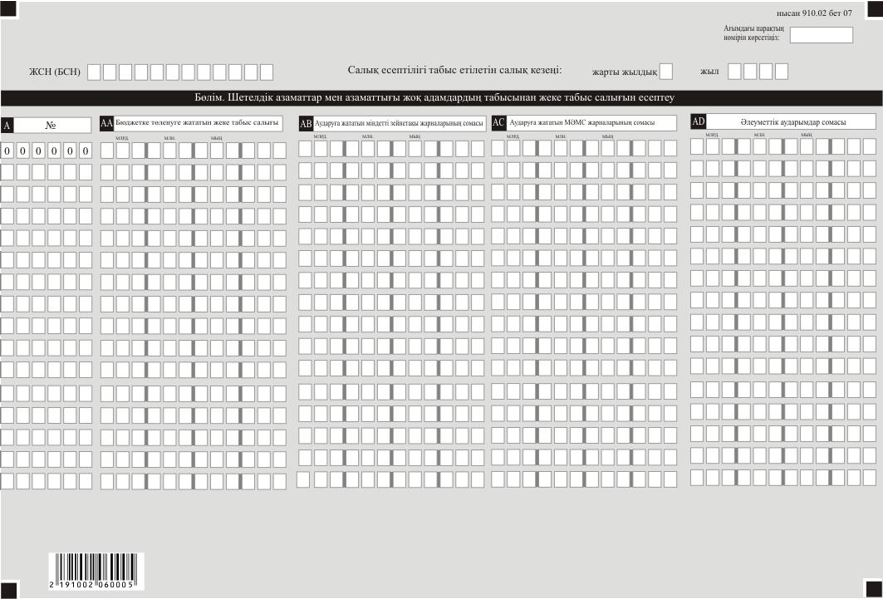 нысан 910.02 бет 07
Ағымдағы парақтың
нөмірін көрсетіңіз:
ЖСН (БСН)
Салық есептілігі табыс етілетін салық кезеңі:
жарты жылдық
жыл
Бөлім. Шетелдік азаматтар мен азаматтығы жоқ адамдардың табысынан жеке табыс салығын есептеу
A №
AA Бюджетке төленуге жататын жеке табыс салығы
AB Аударуға жататын міндетті зейнетақы жарналарының сомасы
AC Аударуға жататын МӘМС жарналарының сомасы
AD Әлеуметтік аударымдар сомасы
млрд. млн. мың млрд. млн. мың млрд. млн. мың млрд. млн. мың
0 0 0 0 0 0
2 191002 060005